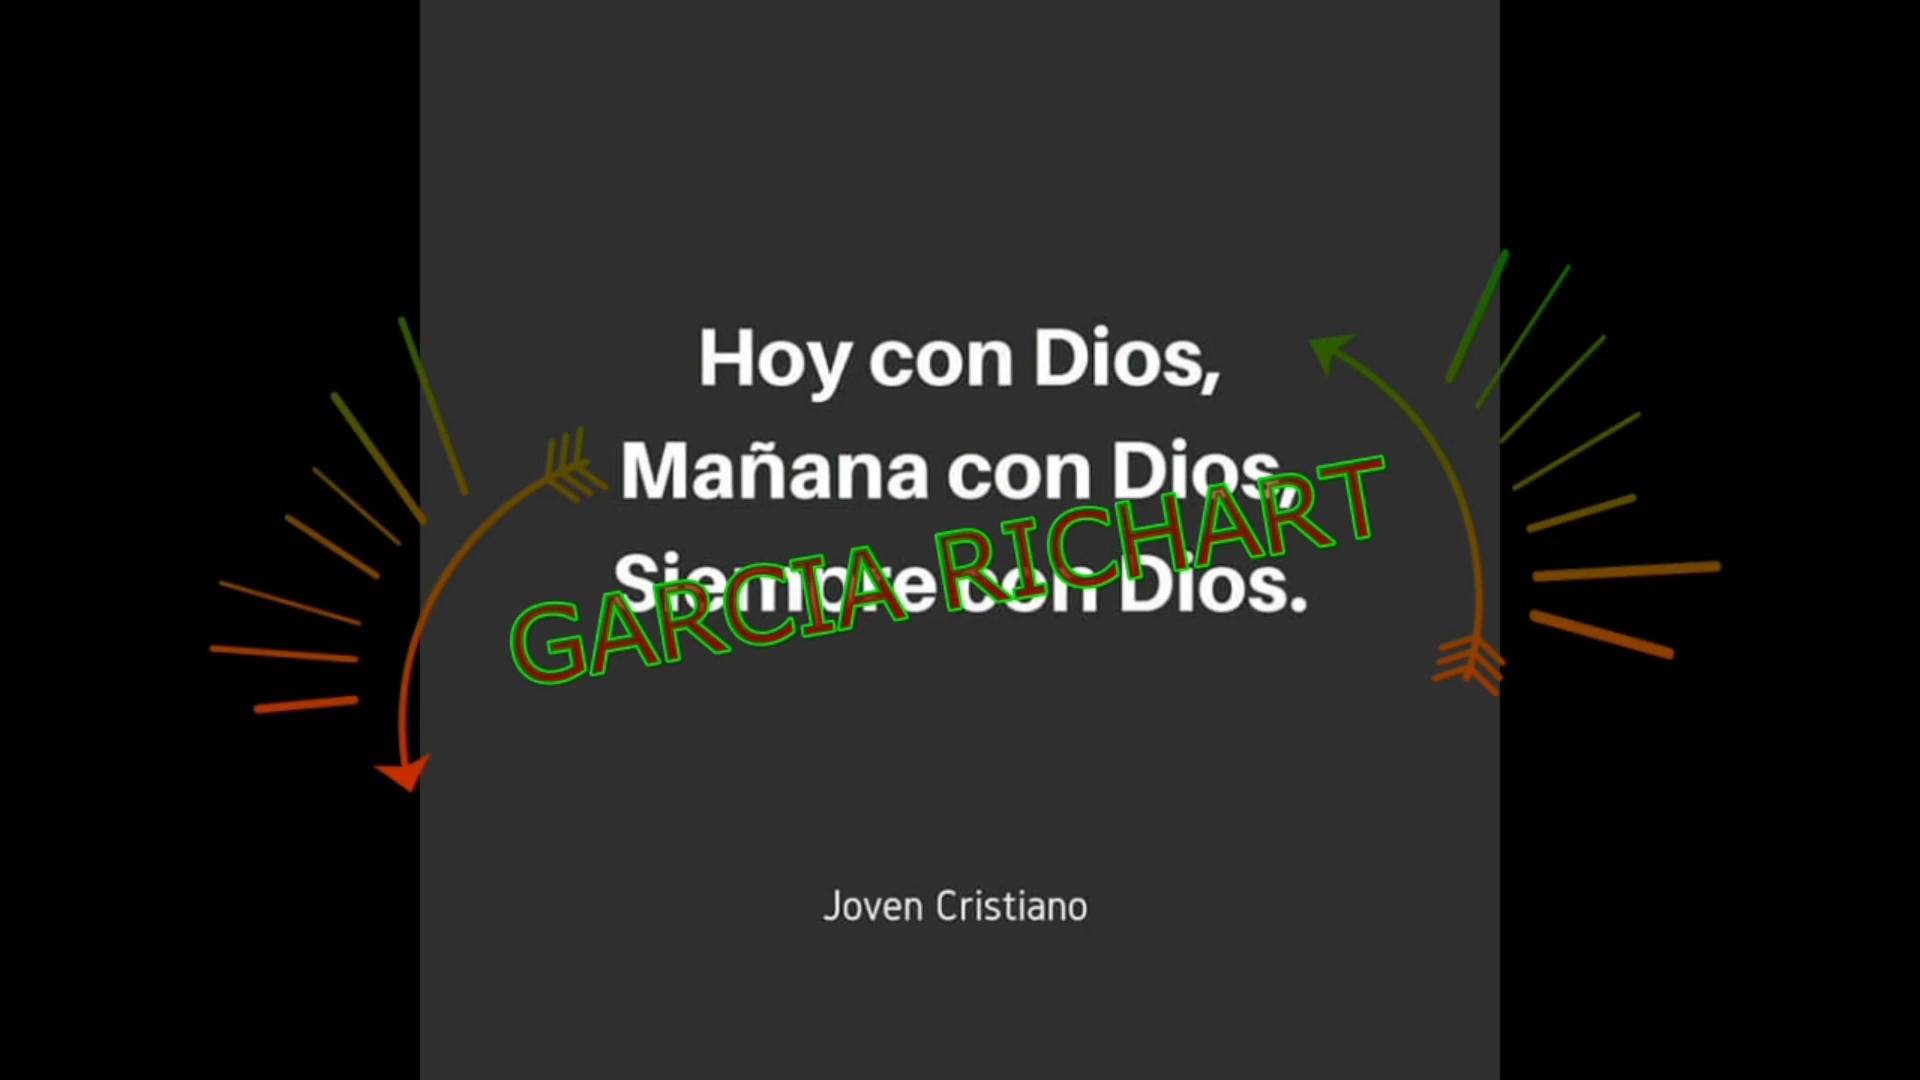 Hoy con Dios,
Mañana con Dios,
Siempre con Dios.
GARCIA RICHART
Joven Cristiano